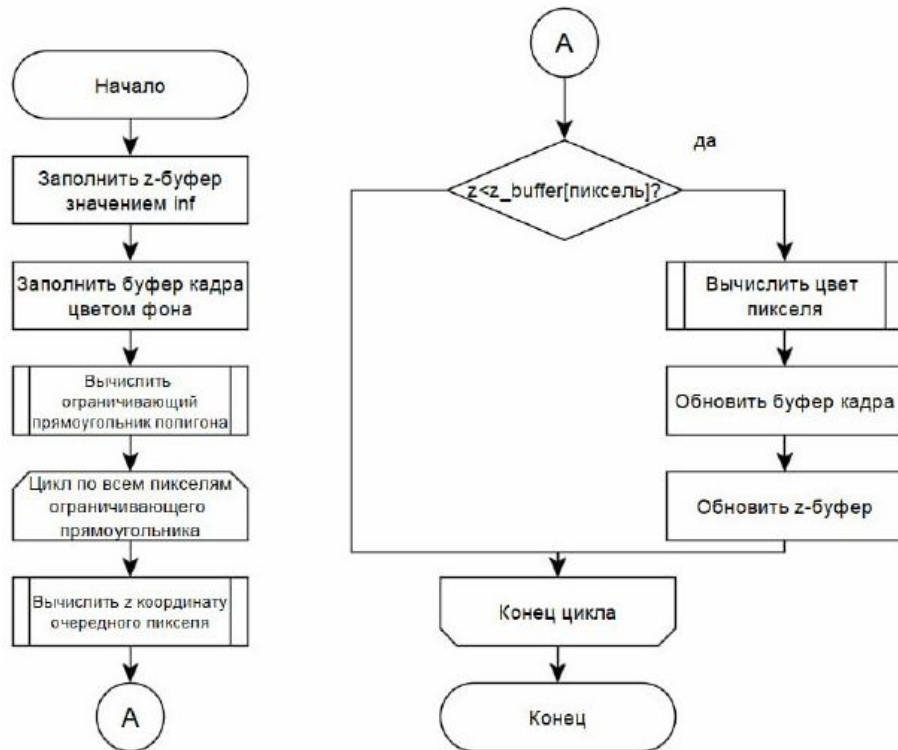 Начало
Заполнить z-буфер
значением inf
Заполнить буфер кадра
цветом фона
Вычислить
ограничивающий
прямоугольник полигона
Цикл по всем пикселям
ограничивающего
прямоугольника
Вычислить z координату
очередного пикселя
А
А
z<z_buffer[пиксель]?
да
Вычислить цвет
пикселя
Обновить буфер кадра
Обновить z-буфер
Конец цикла
Конец